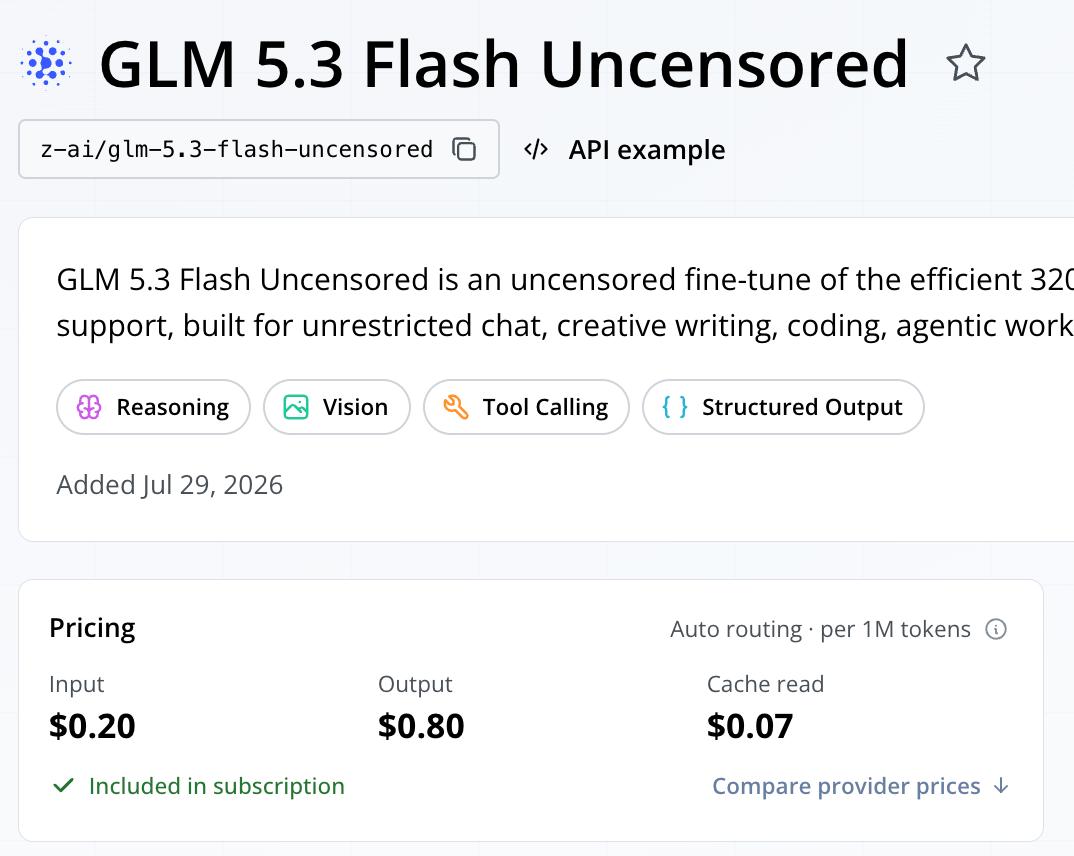 GLM 5.3 Flash Uncensored
z-ai/glm-5.3-flash-uncensored
API example
GLM 5.3 Flash Uncensored is an uncensored fine-tune of the efficient 320
support, built for unrestricted chat, creative writing, coding, agentic work
Reasoning
Vision
Tool Calling
Structured Output
Added Jul 29, 2026
Pricing
Auto routing · per 1M tokens
Input
Output
Cache read
$0.20
$0.80
$0.07
Included in subscription
Compare provider prices ↓